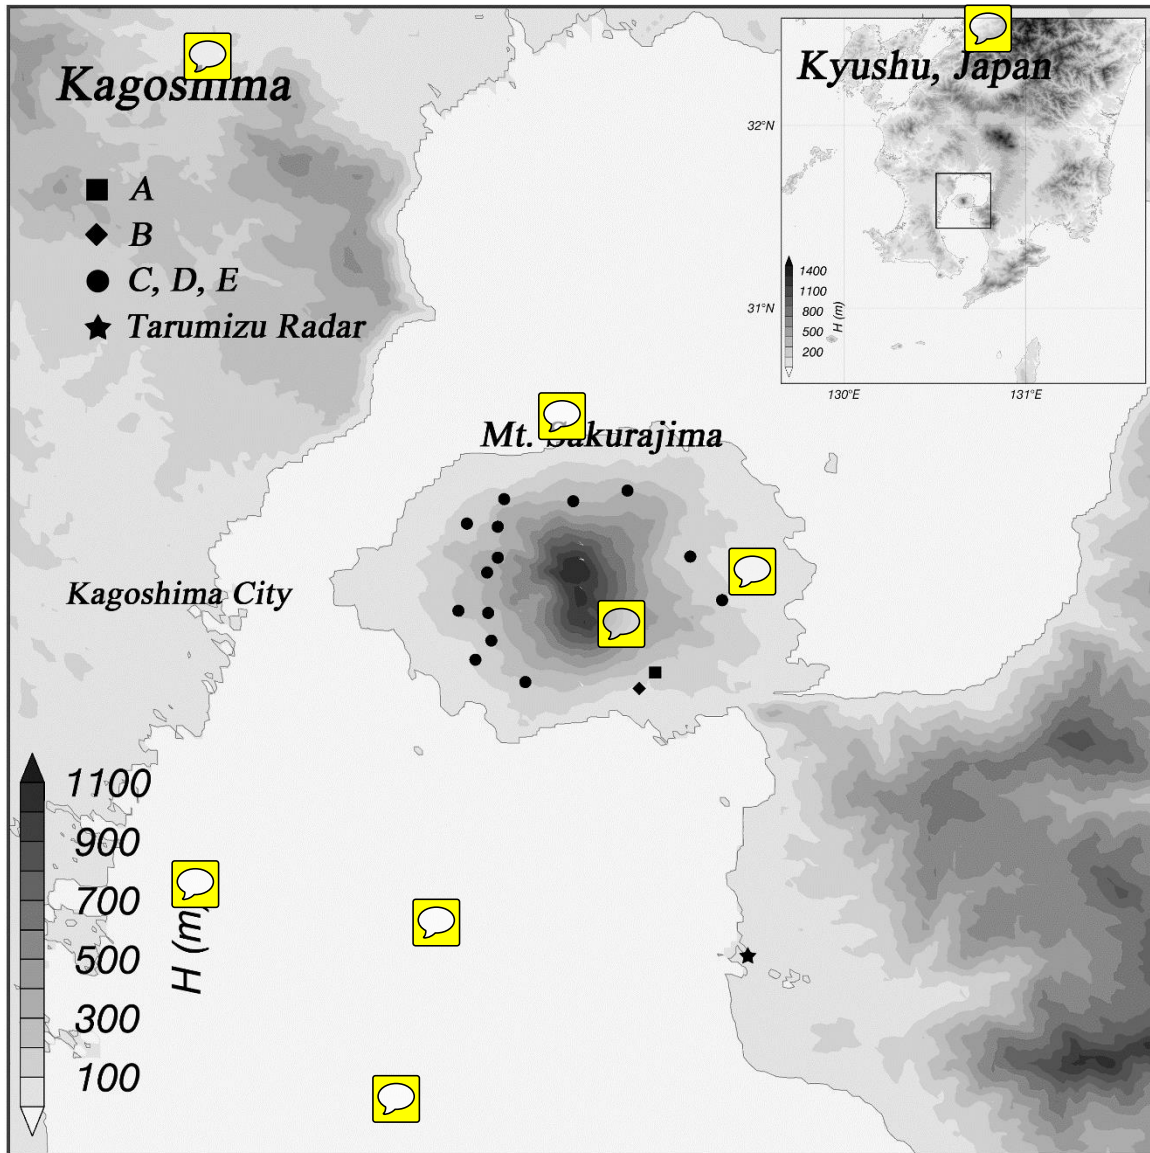 Kagoshima
A
B
C, D, E
Tarumizu Radar
Kyushu, Japan
32°N
31°N
130°E
131°E
1400
1100
800
500
200
H (m)
Mt. Sakurajima
Kagoshima City
1100
900
700
500
300
100
H (m)